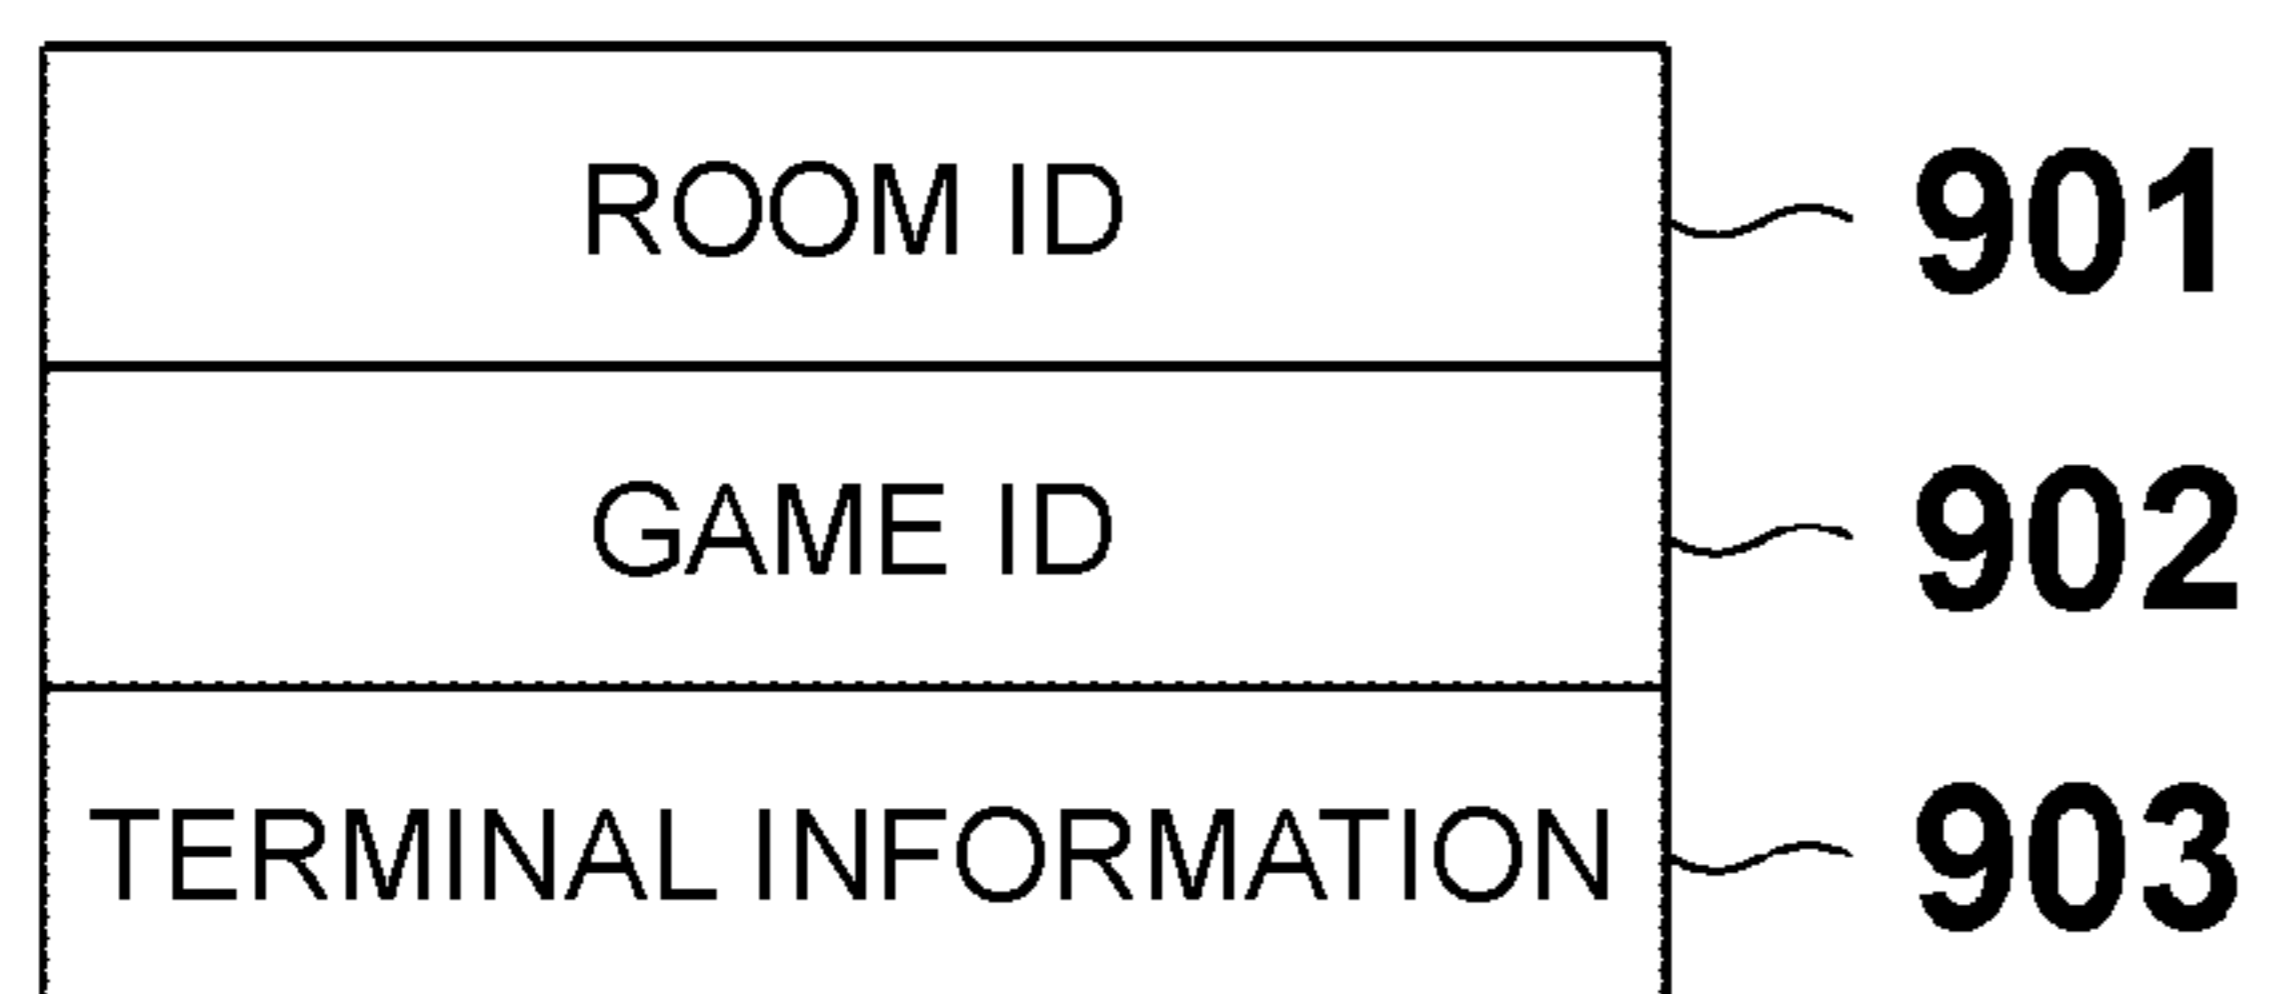 ROOM ID 901
GAME ID 902
TERMINAL INFORMATION 903